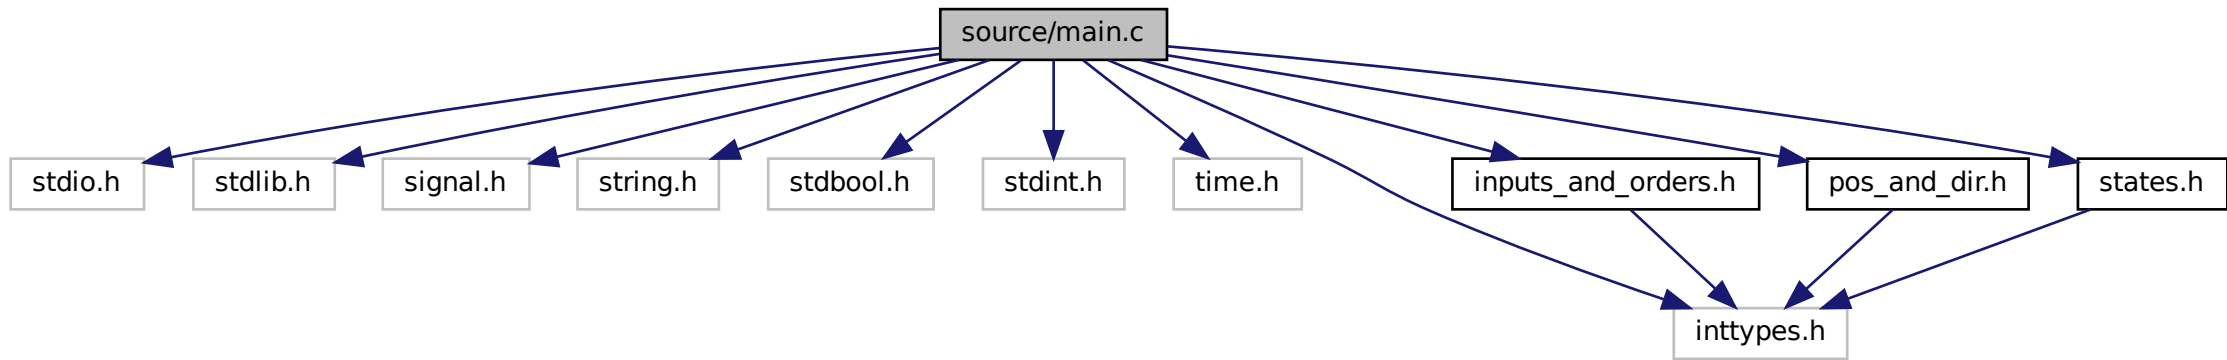 source/main.c
stdio.h
stdlib.h
signal.h
string.h
stdbool.h
stdint.h
time.h
inputs_and_orders.h
pos_and_dir.h
states.h
inttypes.h